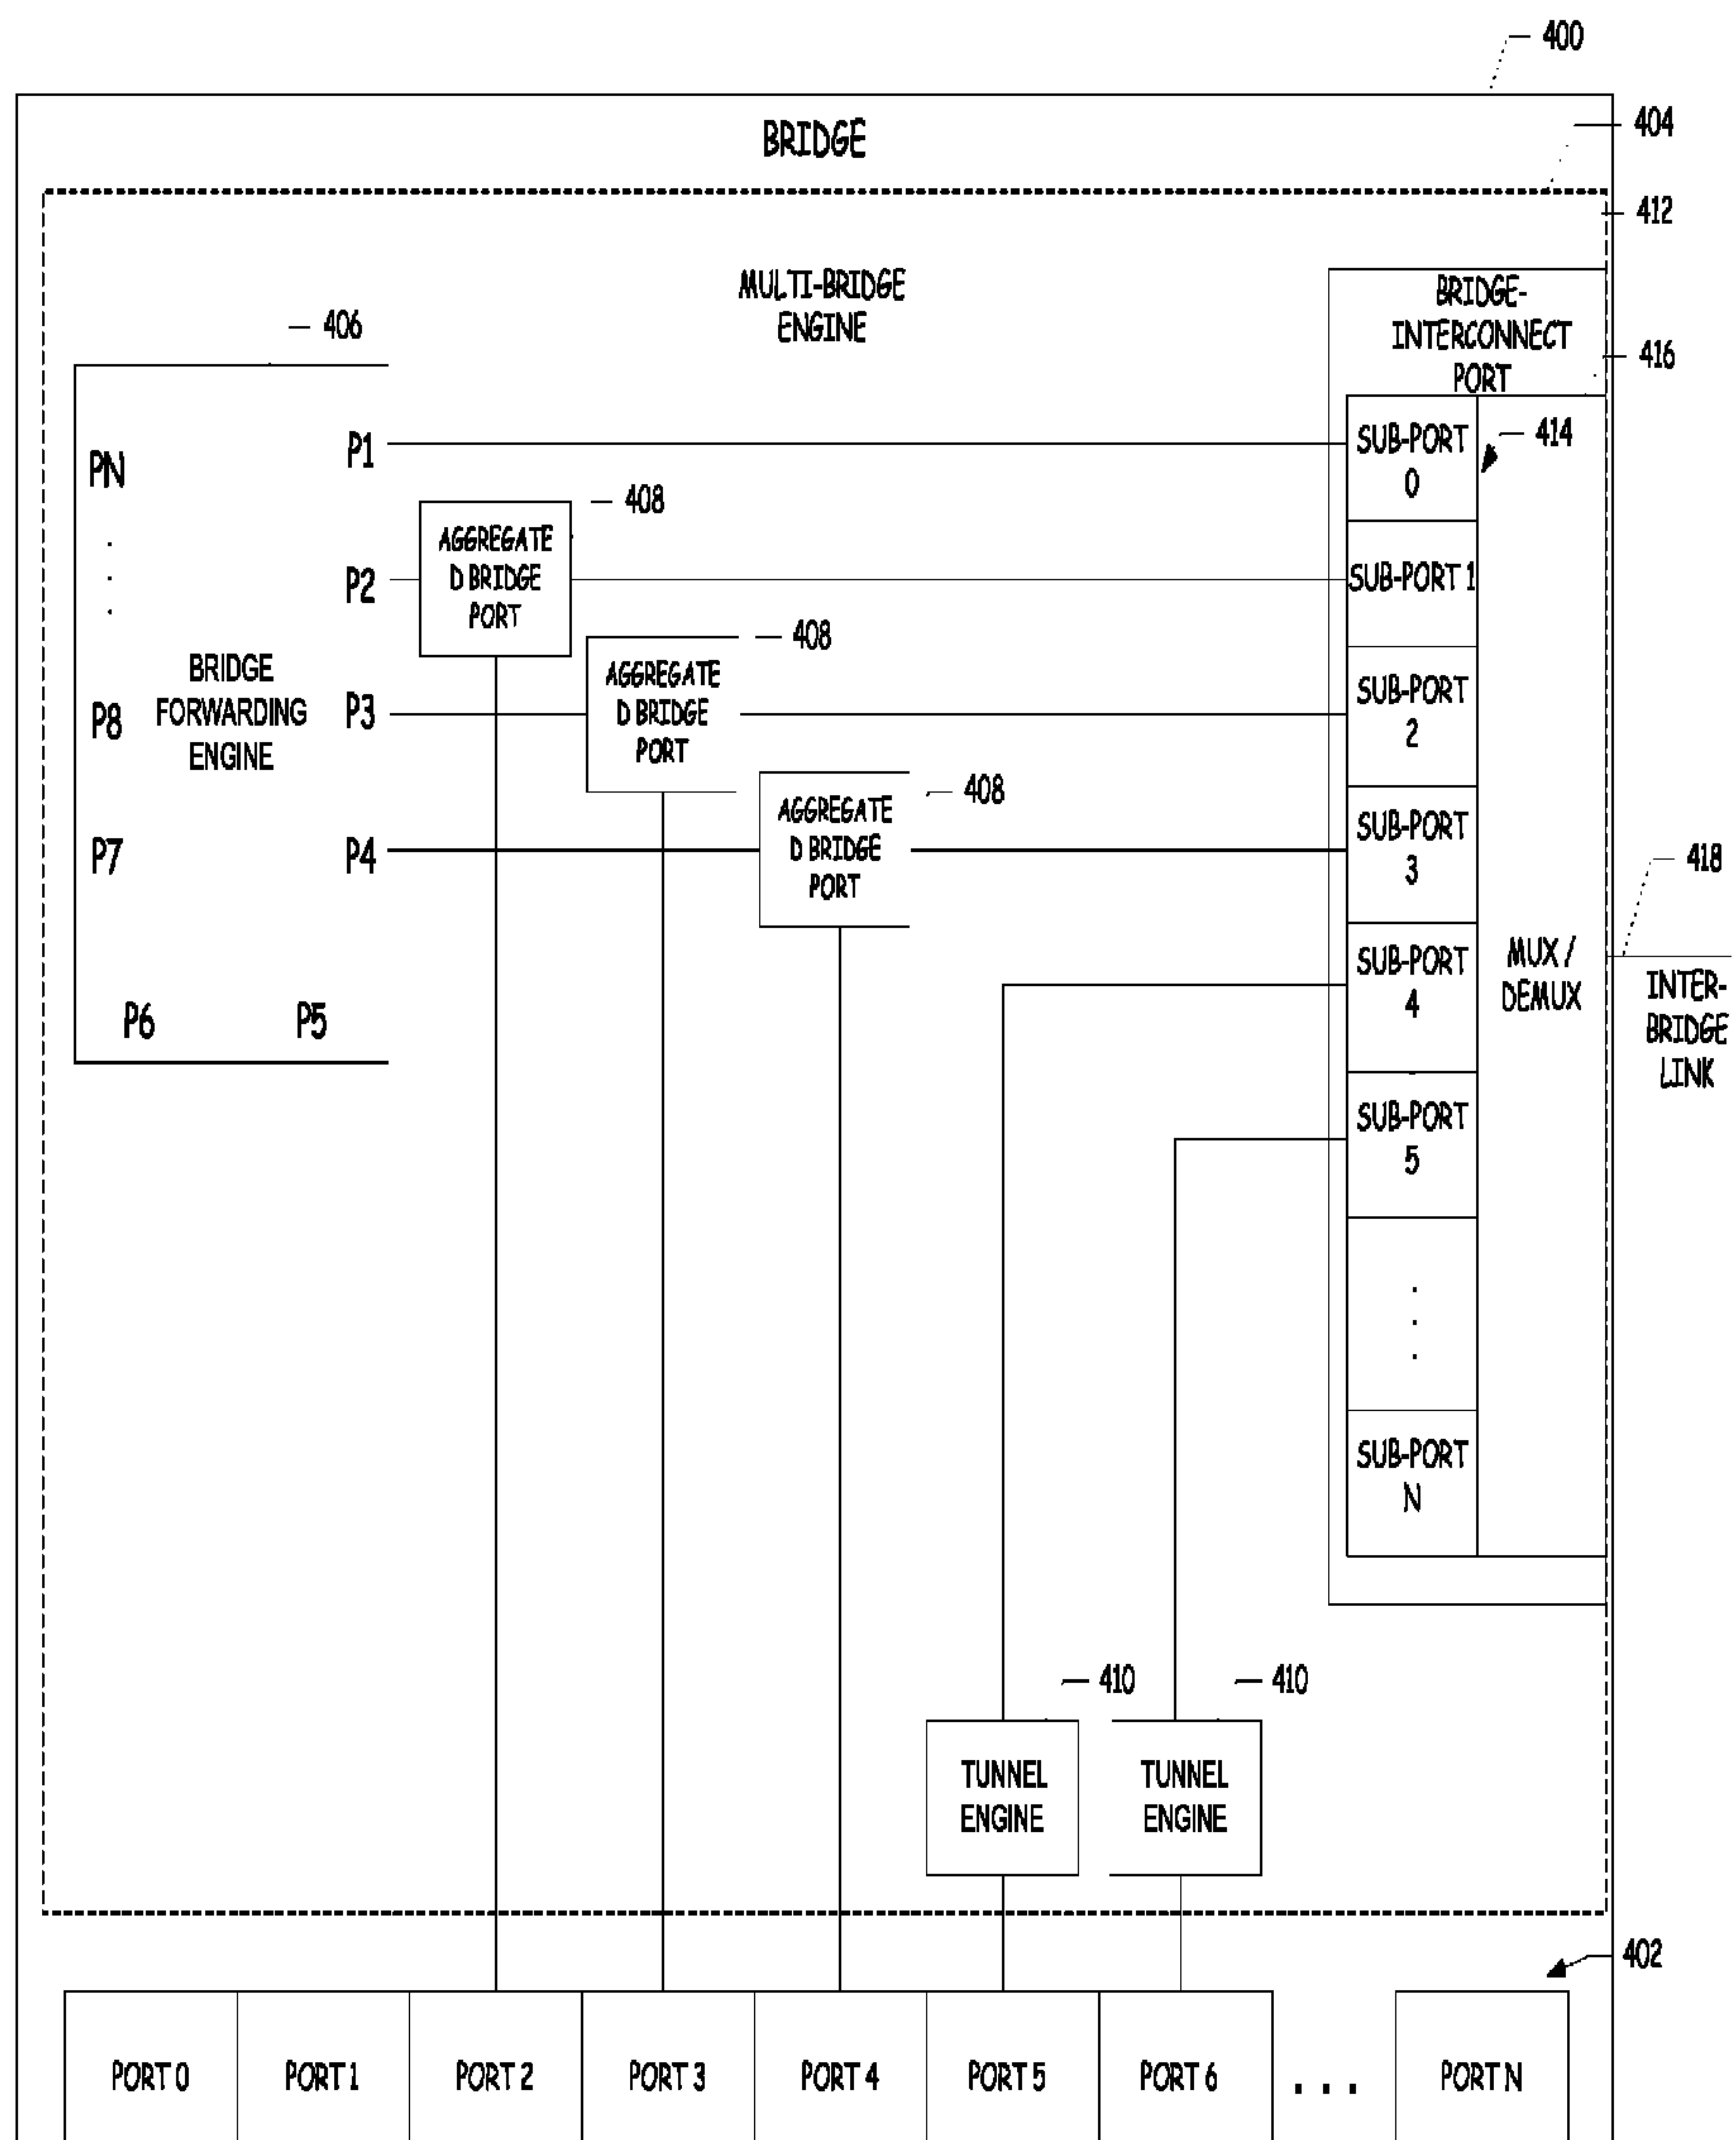 400
BRIDGE
404
412
MULTI-BRIDGE
ENGINE
BRIDGE-
INTERCONNECT
PORT
406
416
PN
P1
SUB-PORT
0
414
408
AGGREGATE
D BRIDGE
PORT
P2
SUB-PORT 1
.
.
.
408
AGGREGATE
D BRIDGE
PORT
BRIDGE
FORWARDING
ENGINE
P8
P3
SUB-PORT
2
408
AGGREGATE
D BRIDGE
PORT
P7
P4
SUB-PORT
3
418
MUX /
DEMUX
SUB-PORT
4
INTER-
BRIDGE
LINK
P6
P5
SUB-PORT
5
.
.
.
SUB-PORT
N
410
410
TUNNEL
ENGINE
TUNNEL
ENGINE
402
PORT 0
PORT 1
PORT 2
PORT 3
PORT 4
PORT 5
PORT 6
. . .
PORT N